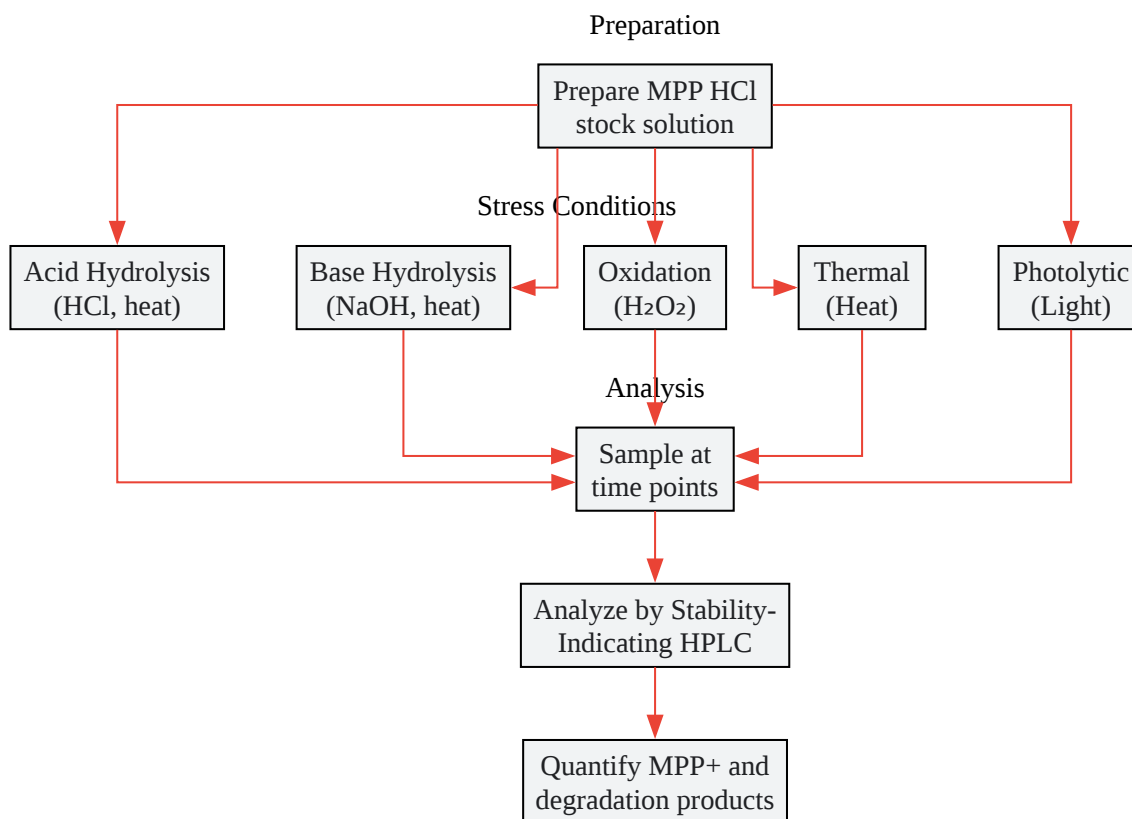 Preparation
Prepare MPP HCl
stock solution
Stress Conditions
Acid Hydrolysis
(HCl, heat)
Base Hydrolysis
(NaOH, heat)
Oxidation
(H₂O₂)
Thermal
(Heat)
Photolytic
(Light)
Analysis
Sample at
time points
Analyze by Stability-
Indicating HPLC
Quantify MPP+ and
degradation products